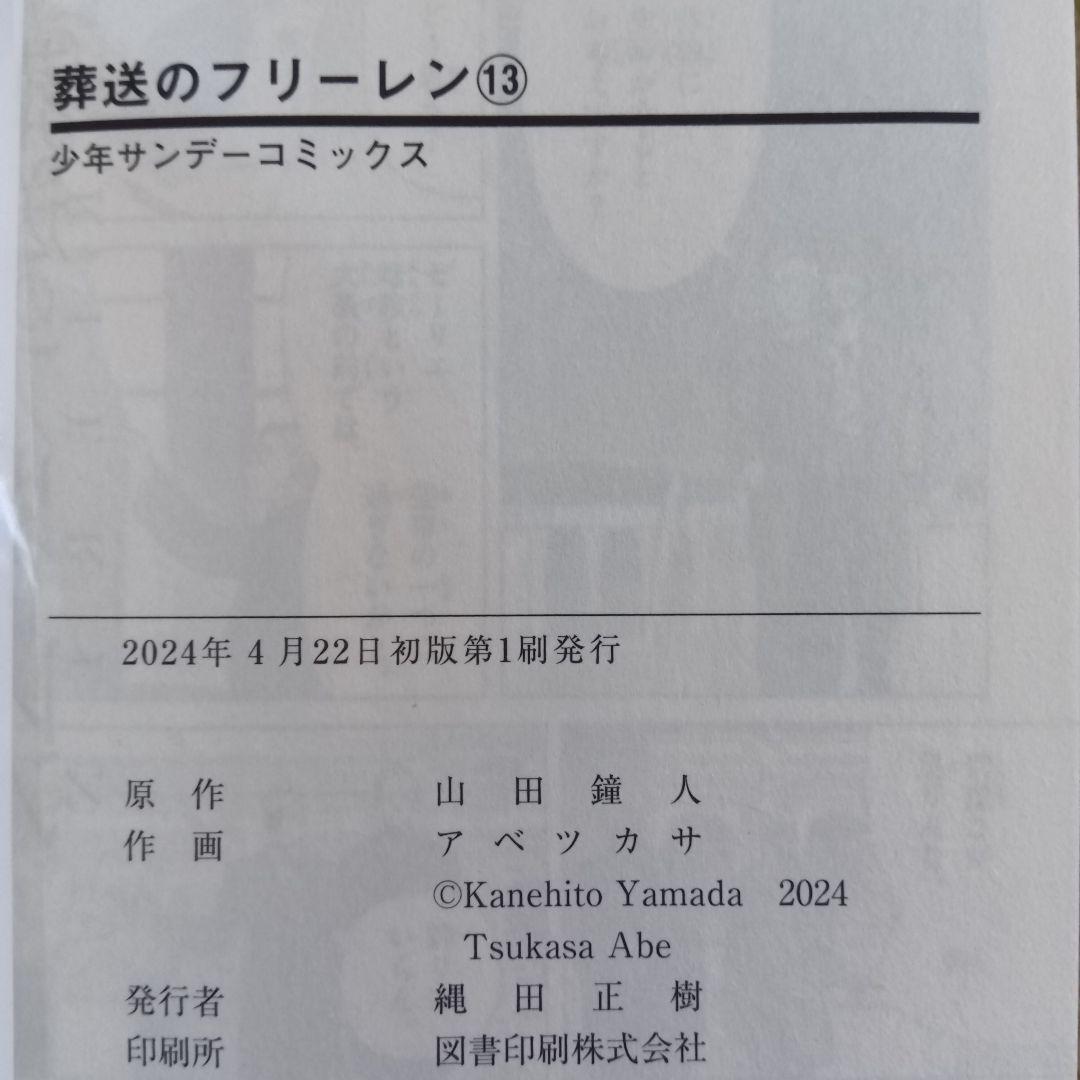 葬送のフリーレン⑬
少年サンデーコミックス
2024年4月22日初版第1刷発行
原作 山田鐘人
作画 アベツカサ
©Kanehito Yamada 2024
Tsukasa Abe
発行者 縄田正樹
印刷所 図書印刷株式会社